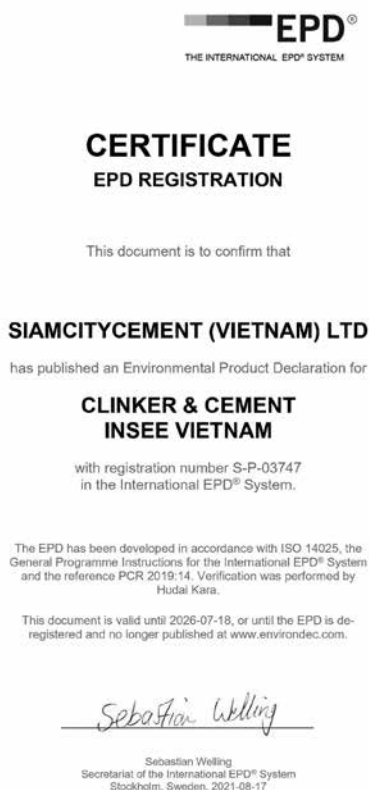 EPD®
THE INTERNATIONAL EPD® SYSTEM
CERTIFICATE
EPD REGISTRATION
This document is to confirm that
SIAMCITYCEMENT (VIETNAM) LTD
has published an Environmental Product Declaration for
CLINKER & CEMENT
INSEE VIETNAM
with registration number S-P-03747
in the International EPD® System.
The EPD has been developed in accordance with ISO 14025, the
General Programme Instructions for the International EPD® System
and the reference PCR 2019:14. Verification was performed by
Hudai Kara.
This document is valid until 2026-07-18, or until the EPD is de-
registered and no longer published at www.environdec.com.
Sebastian Welling
Sebastian Welling
Secretariat of the International EPD® System
Stockholm, Sweden, 2021-08-17